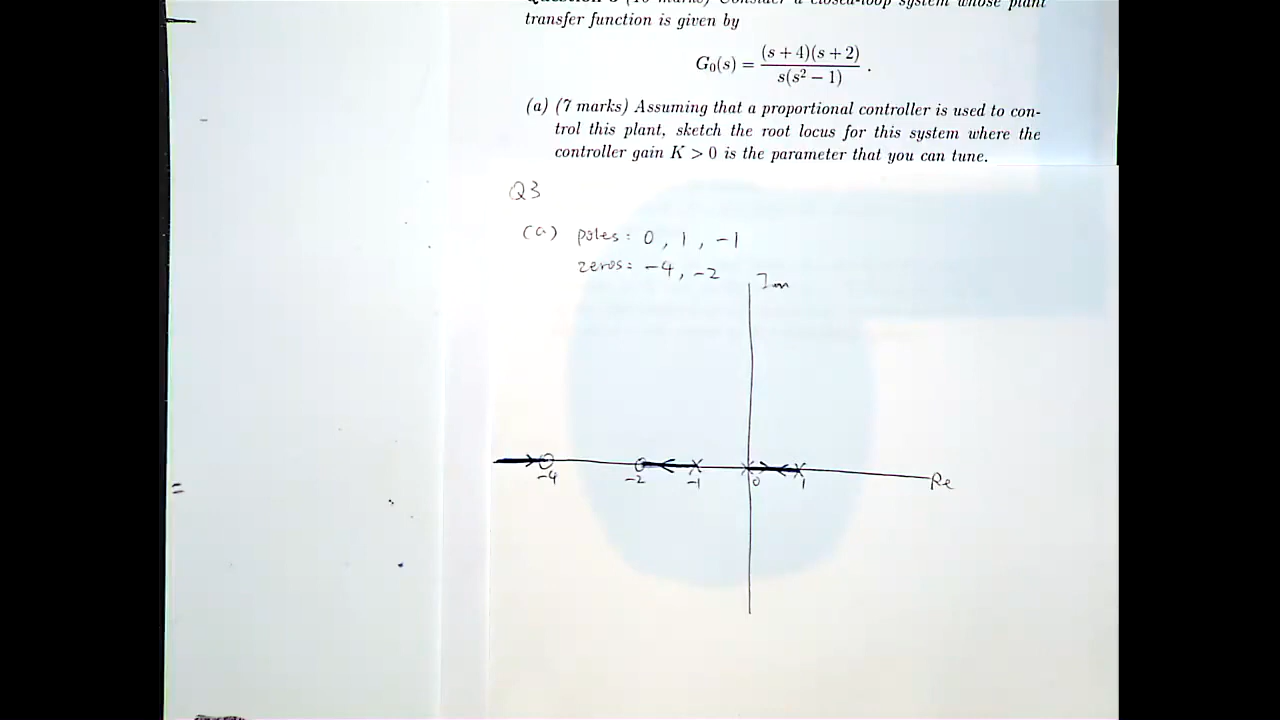 transfer function is given by
G₀(s) = (s + 4)(s + 2) / s(s² − 1) .
(a) (7 marks) Assuming that a proportional controller is used to con-
trol this plant, sketch the root locus for this system where the
controller gain K > 0 is the parameter that you can tune.
Q3
(a) poles: 0, 1, -1
zeros: -4, -2
Im
-4 -2 -1 0 1 Re